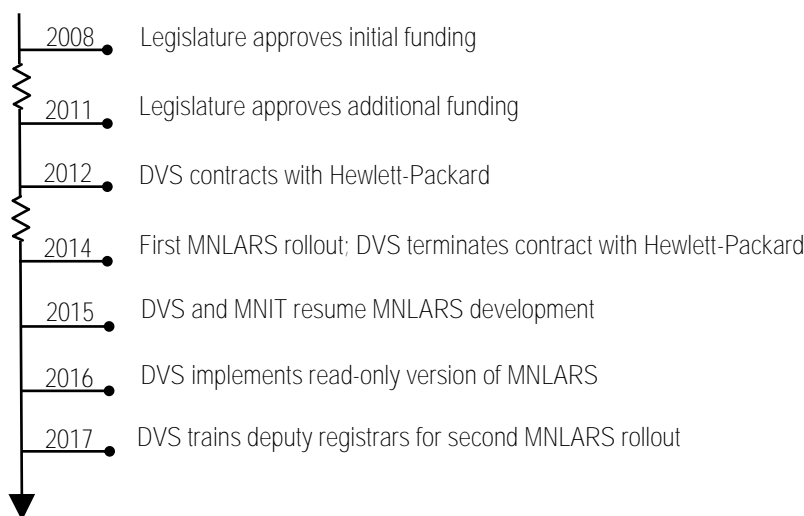 2008 Legislature approves initial funding
2011 Legislature approves additional funding
2012 DVS contracts with Hewlett-Packard
2014 First MNLARS rollout; DVS terminates contract with Hewlett-Packard
2015 DVS and MNIT resume MNLARS development
2016 DVS implements read-only version of MNLARS
2017 DVS trains deputy registrars for second MNLARS rollout